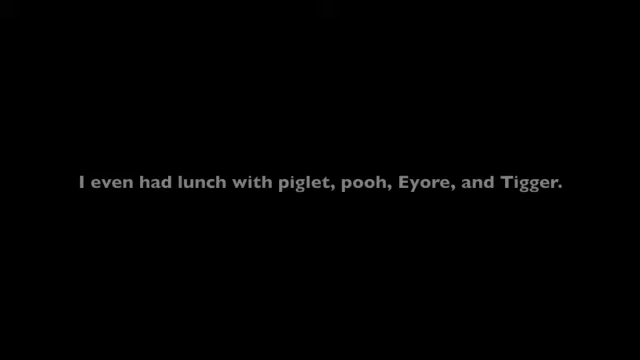 I even had lunch with piglet, pooh, Eyore, and Tigger.